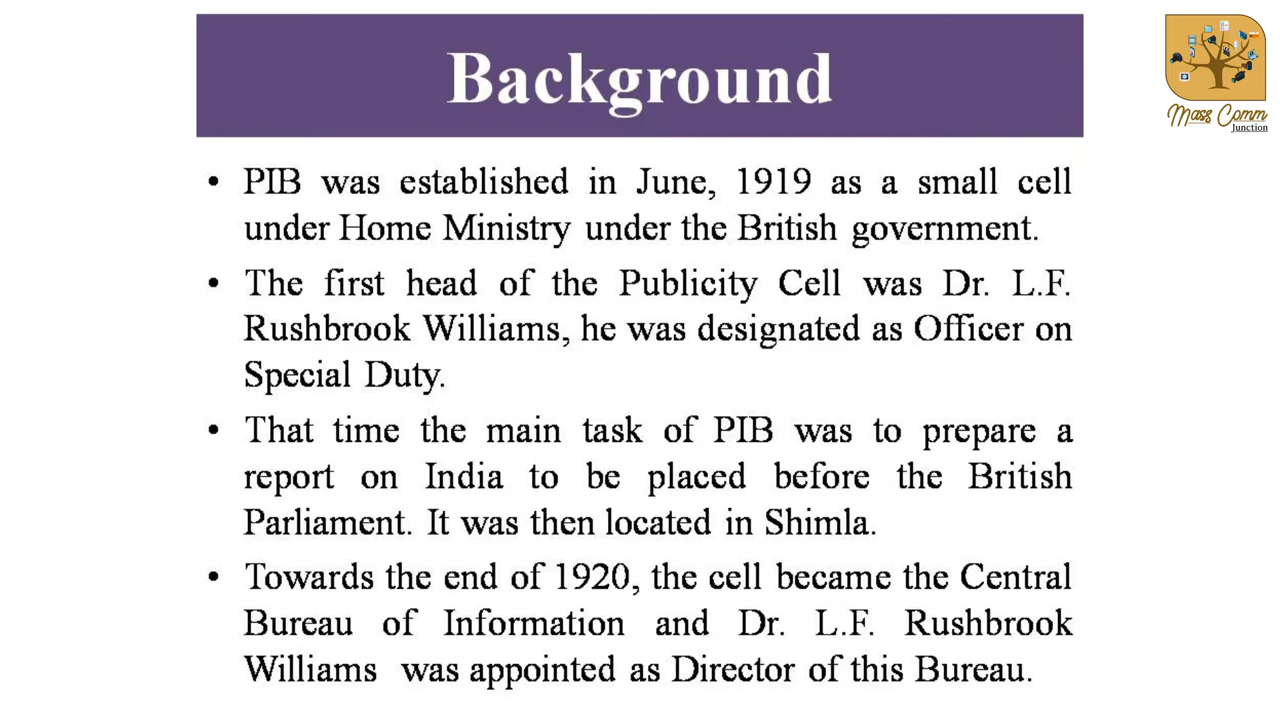 Background
Mass Comm
Junction
• PIB was established in June, 1919 as a small cell
under Home Ministry under the British government.
• The first head of the Publicity Cell was Dr. L.F.
Rushbrook Williams, he was designated as Officer on
Special Duty.
• That time the main task of PIB was to prepare a
report on India to be placed before the British
Parliament. It was then located in Shimla.
• Towards the end of 1920, the cell became the Central
Bureau of Information and Dr. L.F. Rushbrook
Williams was appointed as Director of this Bureau.